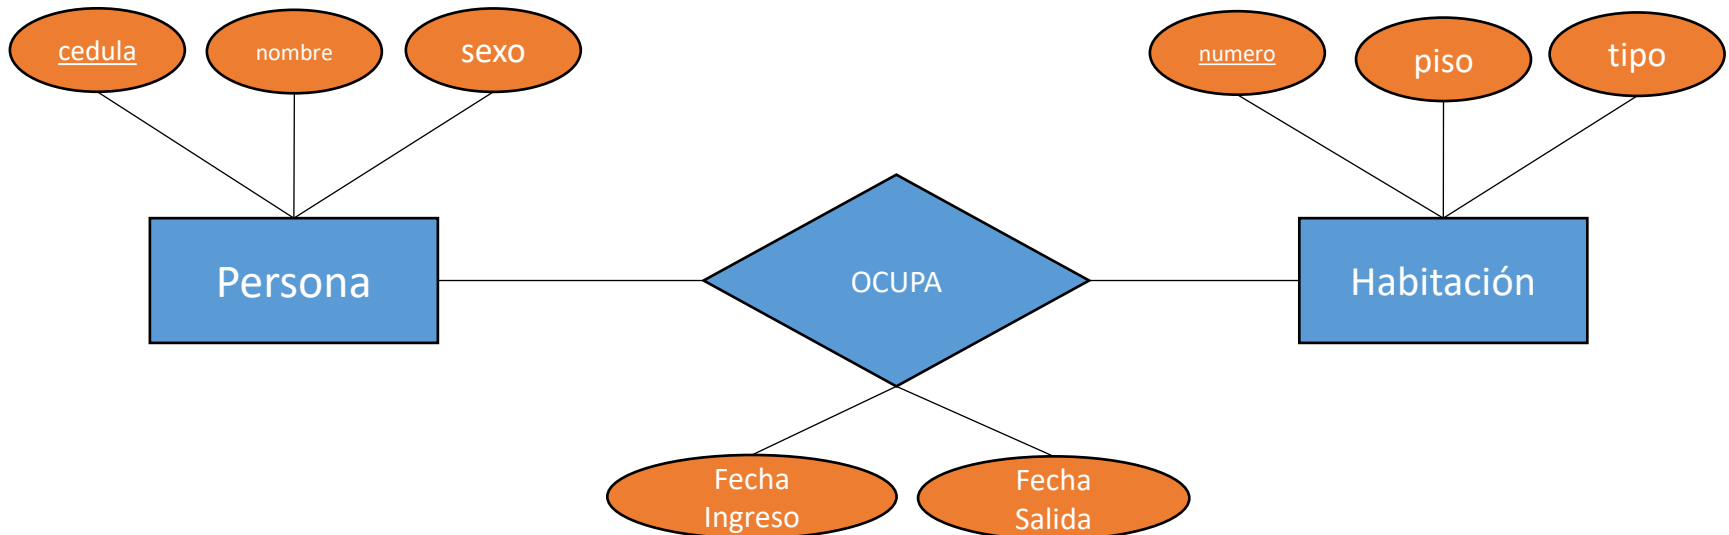 cedula
nombre
sexo
numero
piso
tipo
Persona
OCUPA
Habitación
Fecha
Ingreso
Fecha
Salida